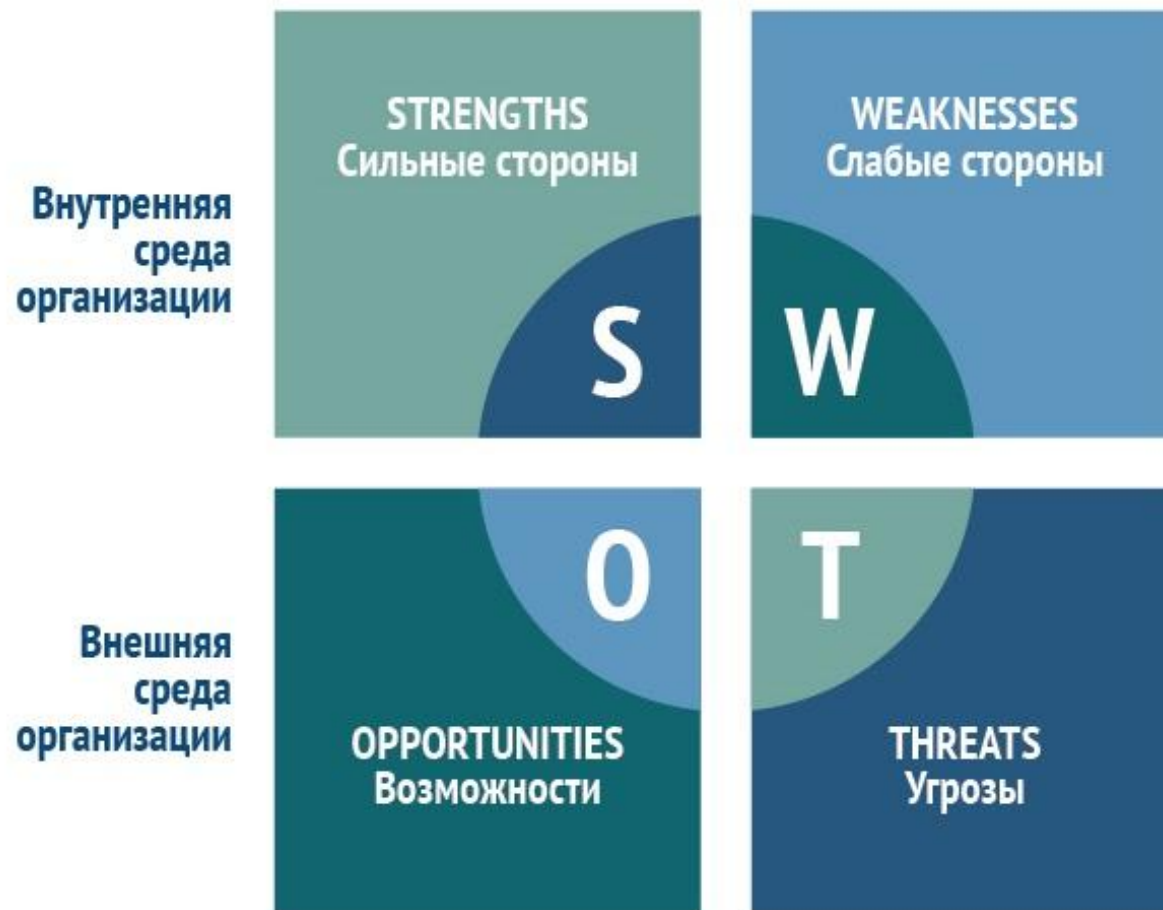 STRENGTHS
Сильные стороны
WEAKNESSES
Слабые стороны
Внутренняя
среда
организации
S
W
O
T
Внешняя
среда
организации
OPPORTUNITIES
Возможности
THREATS
Угрозы